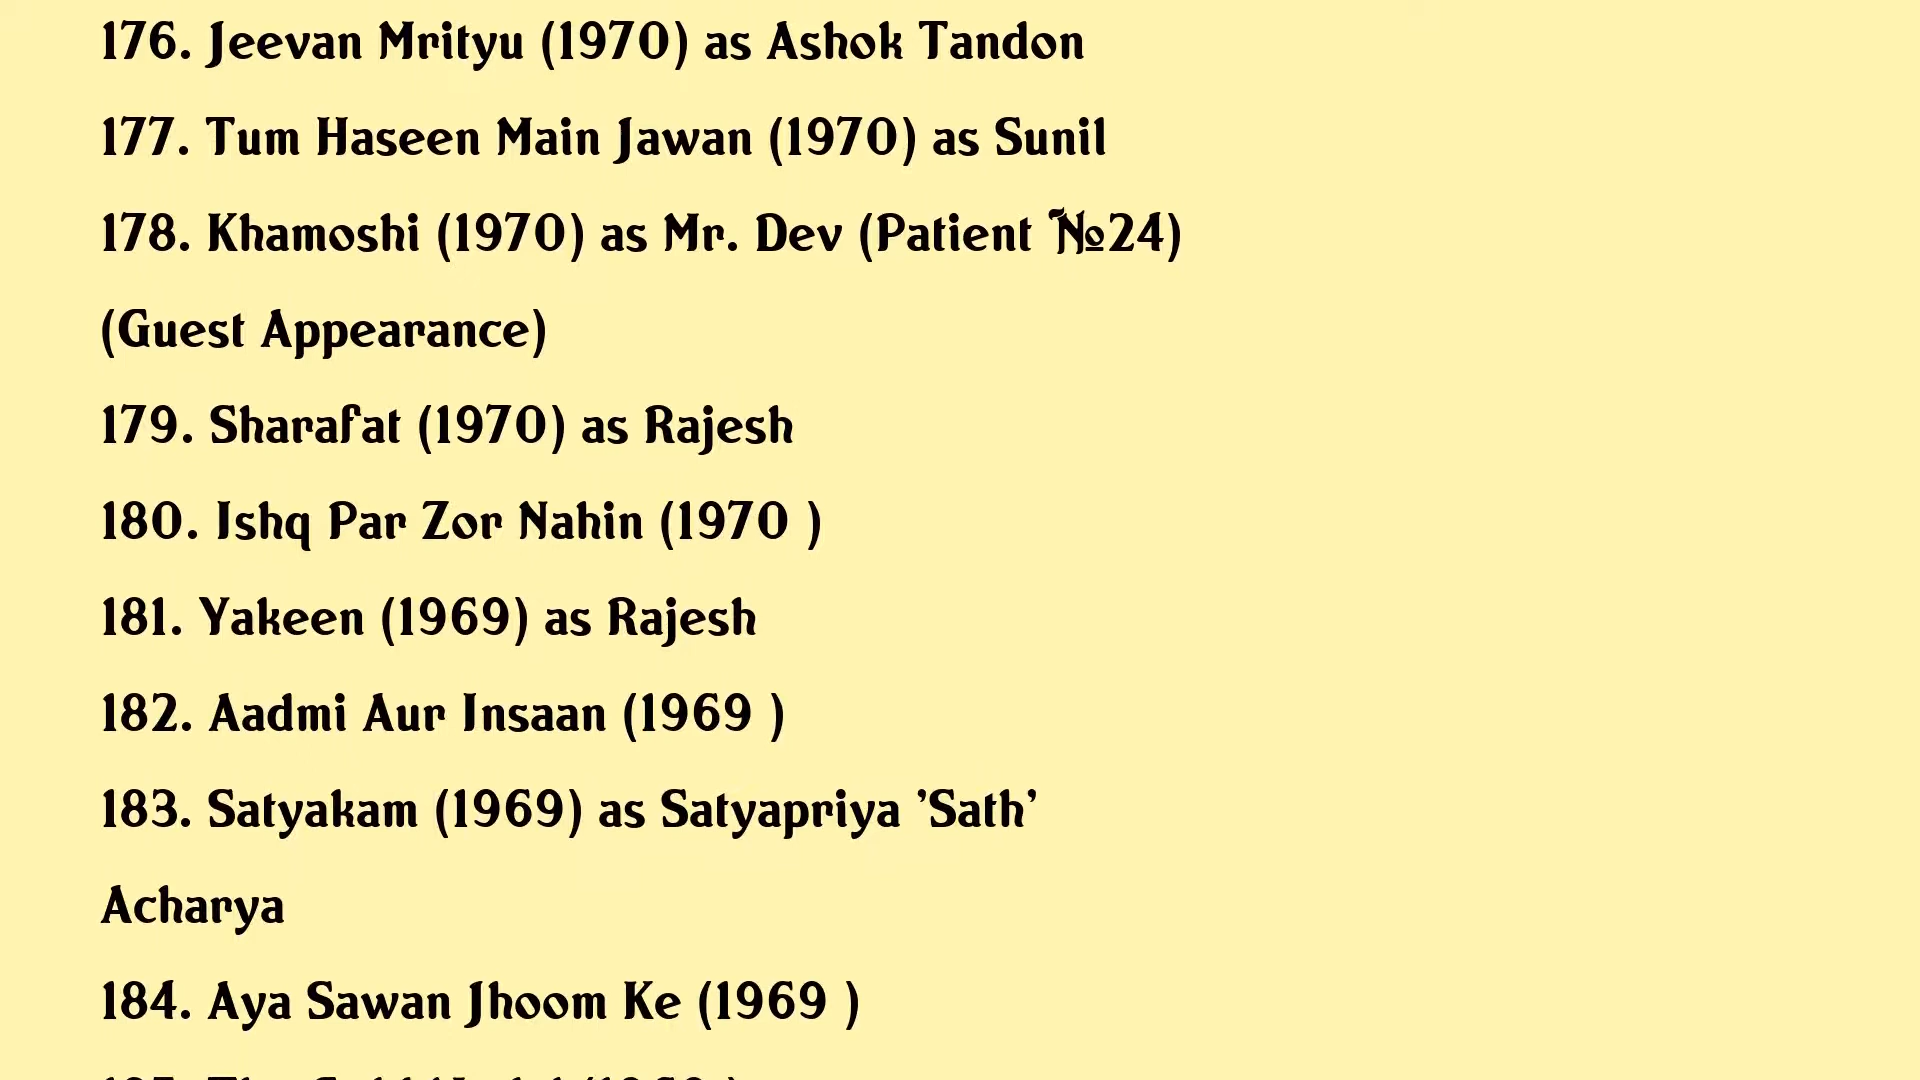 176. Jeevan Mrityu (1970) as Ashok Tandon
177. Tum Haseen Main Jawan (1970) as Sunil
178. Khamoshi (1970) as Mr. Dev (Patient №24)
(Guest Appearance)
179. Sharafat (1970) as Rajesh
180. Ishq Par Zor Nahin (1970 )
181. Yakeen (1969) as Rajesh
182. Aadmi Aur Insaan (1969 )
183. Satyakam (1969) as Satyapriya 'Sath'
Acharya
184. Aya Sawan Jhoom Ke (1969 )